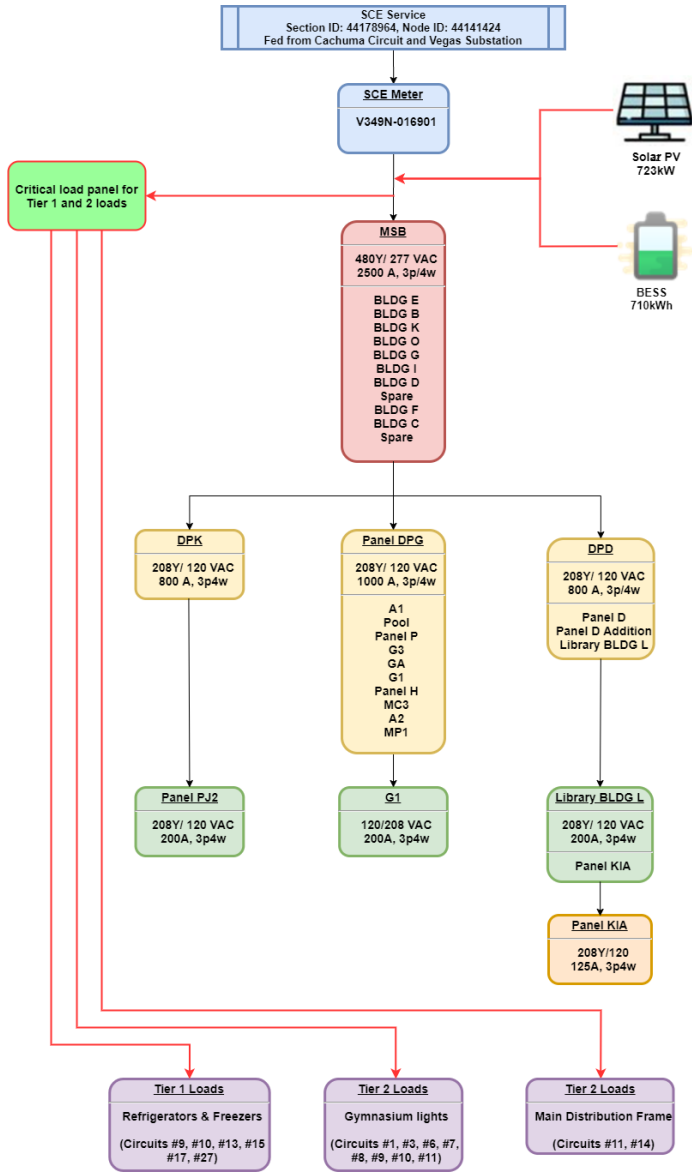 SCE Service
Section ID: 44178964, Node ID: 44141424
Fed from Cachuma Circuit and Vegas Substation
SCE Meter
V349N-016901
Solar PV
723kW
Critical load panel for
Tier 1 and 2 loads
BESS
710kWh
MSB
480Y/ 277 VAC
2500 A, 3p/4w
BLDG E
BLDG B
BLDG K
BLDG O
BLDG G
BLDG I
BLDG D
Spare
BLDG F
BLDG C
Spare
DPK
208Y/ 120 VAC
800 A, 3p4w
Panel DPG
208Y/ 120 VAC
1000 A, 3p/4w
A1
Pool
Panel P
G3
GA
G1
Panel H
MC3
A2
MP1
DPD
208Y/ 120 VAC
800 A, 3p/4w
Panel D
Panel D Addition
Library BLDG L
Panel PJ2
208Y/ 120 VAC
200A, 3p4w
G1
120/208 VAC
200A, 3p4w
Library BLDG L
208Y/ 120 VAC
200A, 3p4w
Panel KIA
Panel KIA
208Y/120
125A, 3p4w
Tier 1 Loads
Refrigerators & Freezers
(Circuits #9, #10, #13, #15
#17, #27)
Tier 2 Loads
Gymnasium lights
(Circuits #1, #3, #6, #7,
#8, #9, #10, #11)
Tier 2 Loads
Main Distribution Frame
(Circuits #11, #14)